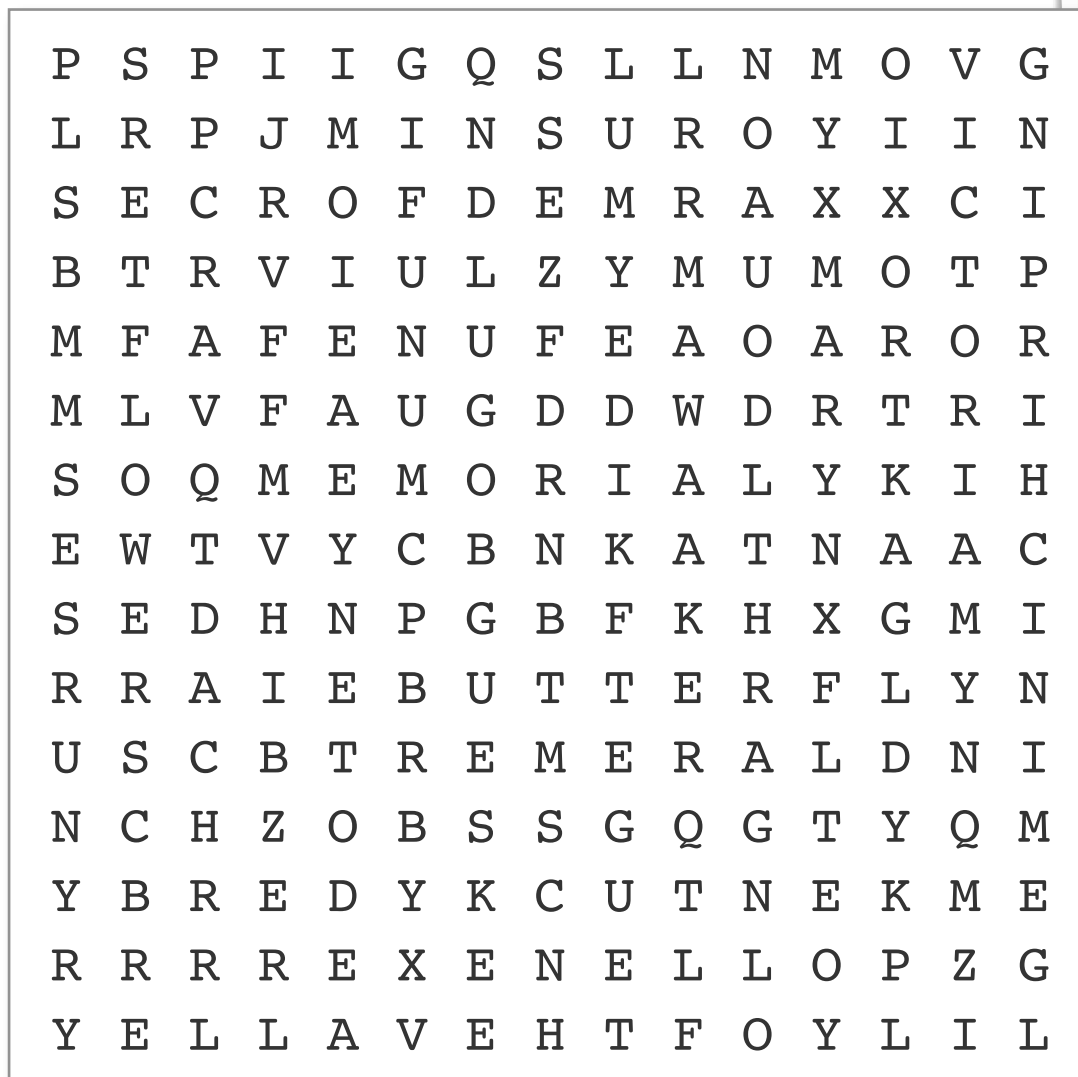 P S P I I G Q S L L N M O V G
L R P J M I N S U R O Y I I N
S E C R O F D E M R A X X C I
B T R V I U L Z Y M U M O T P
M F A F E N U F E A O A R O R
M L V F A U G D D W D R T R I
S O Q M E M O R I A L Y K I H
E W T V Y C B N K A T N A A C
S E D H N P G B F K H X G M I
R R A I E B U T T E R F L Y N
U S C B T R E M E R A L D N I
N C H Z O B S S G Q G T Y Q M
Y B R E D Y K C U T N E K M E
R R R R E X E N E L L O P Z G
Y E L L A V E H T F O Y L I L